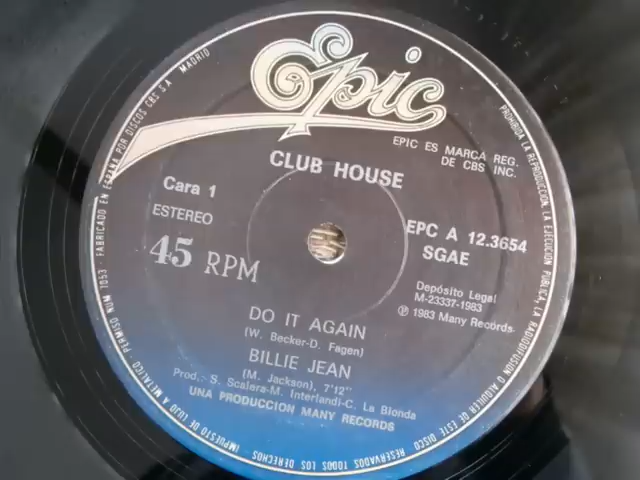 Epic
EPIC ES MARCA REG.
DE CBS INC.
CLUB HOUSE
Cara 1
ESTEREO
45 RPM
EPC A 12.3654
SGAE
Depósito Legal
M-23337-1983
℗ 1983 Many Records
DO IT AGAIN
(W. Becker-D. Fagen)
BILLIE JEAN
(M. Jackson), 7'12"
Prod.: S. Scalera-M. Interlandi-C. La Bionda
UNA PRODUCCION MANY RECORDS
IMPUESTO DE LUJO A METALICO - PERMISO NUM 7053 - FABRICADO EN ESPAÑA POR DISCOS CBS S.A. MADRID
PROHIBIDA LA REPRODUCCION, LA EJECUCION PUBLICA, LA RADIODIFUSION O ALQUILER DE ESTE DISCO
RESERVADOS TODOS LOS DERECHOS